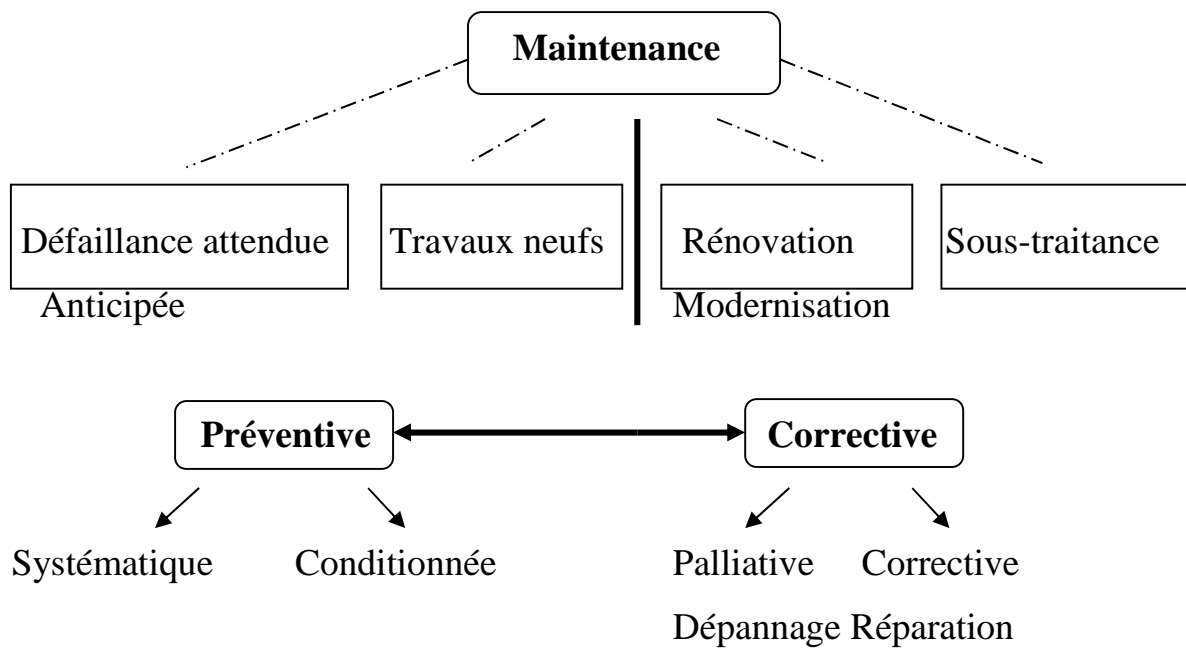 Maintenance
Défaillance attendue Travaux neufs Rénovation Sous-traitance
Anticipée Modernisation
Préventive Corrective
Systématique Conditionnée Palliative Corrective
Dépannage Réparation